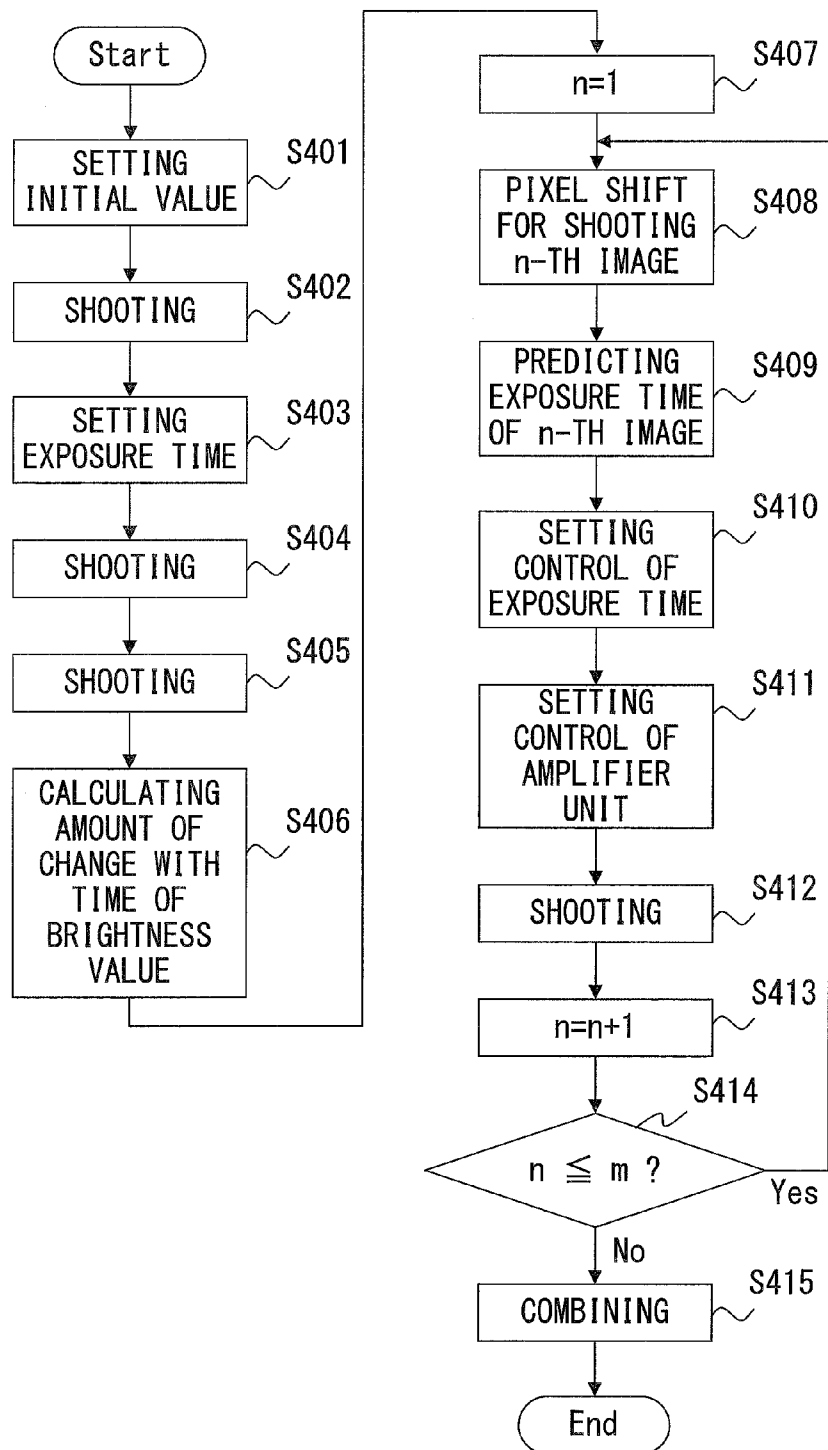 Start
SETTING
INITIAL VALUE
S401
SHOOTING
S402
SETTING
EXPOSURE TIME
S403
SHOOTING
S404
SHOOTING
S405
CALCULATING
AMOUNT OF
CHANGE WITH
TIME OF
BRIGHTNESS
VALUE
S406
n=1
S407
PIXEL SHIFT
FOR SHOOTING
n-TH IMAGE
S408
PREDICTING
EXPOSURE TIME
OF n-TH IMAGE
S409
SETTING
CONTROL OF
EXPOSURE TIME
S410
SETTING
CONTROL OF
AMPLIFIER
UNIT
S411
SHOOTING
S412
n=n+1
S413
n ≦ m ?
S414
Yes
No
COMBINING
S415
End